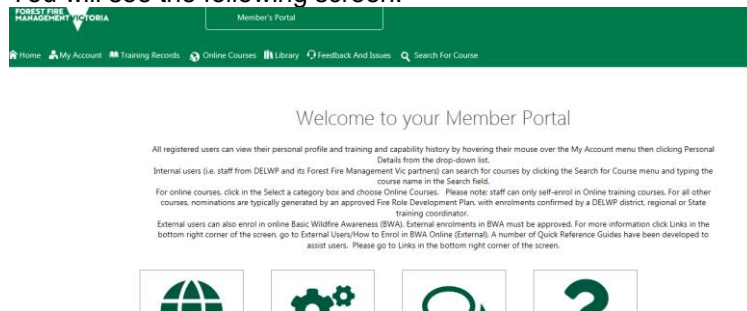 You will see the following screen:
FOREST FIRE
MANAGEMENT VICTORIA
Member's Portal
Home My Account Training Records Online Courses Library Feedback And Issues Search For Course
Welcome to your Member Portal
All registered users can view their personal profile and training and capability history by hovering their mouse over the My Account menu then clicking Personal
Details from the drop-down list.
Internal users (i.e. staff from DELWP and its Forest Fire Management Vic partners) can search for courses by clicking the Search for Course menu and typing the
course name in the Search field.
For online courses, click in the Select a category box and choose Online Courses. Please note: staff can only self-enrol in Online training courses. For all other
courses, nominations are typically generated by an approved Fire Role Development Plan, with enrolments confirmed by a DELWP district, regional or State
training coordinator.
External users can also enrol in online Basic Wildfire Awareness (BWA). External enrolments in BWA must be approved. For more information click Links in the
bottom right corner of the screen, go to External Users/How to Enrol in BWA Online (External). A number of Quick Reference Guides have been developed to
assist users. Please go to Links in the bottom right corner of the screen.
?